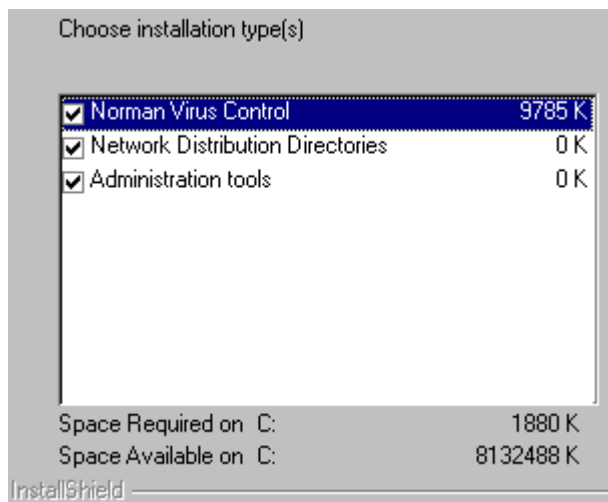 Choose installation type(s)
Norman Virus Control 9785 K
Network Distribution Directories 0 K
Administration tools 0 K
Space Required on C: 1880 K
Space Available on C: 8132488 K
InstallShield